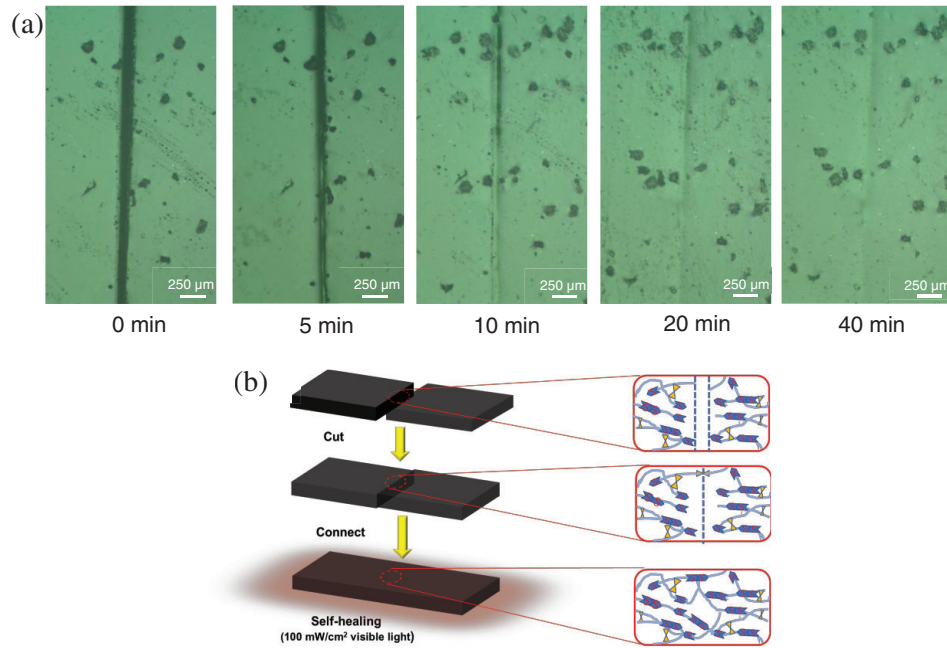 (a)
250 µm
250 µm
250 µm
250 µm
250 µm
0 min
5 min
10 min
20 min
40 min
(b)
Cut
Connect
Self-healing
(100 mW/cm² visible light)